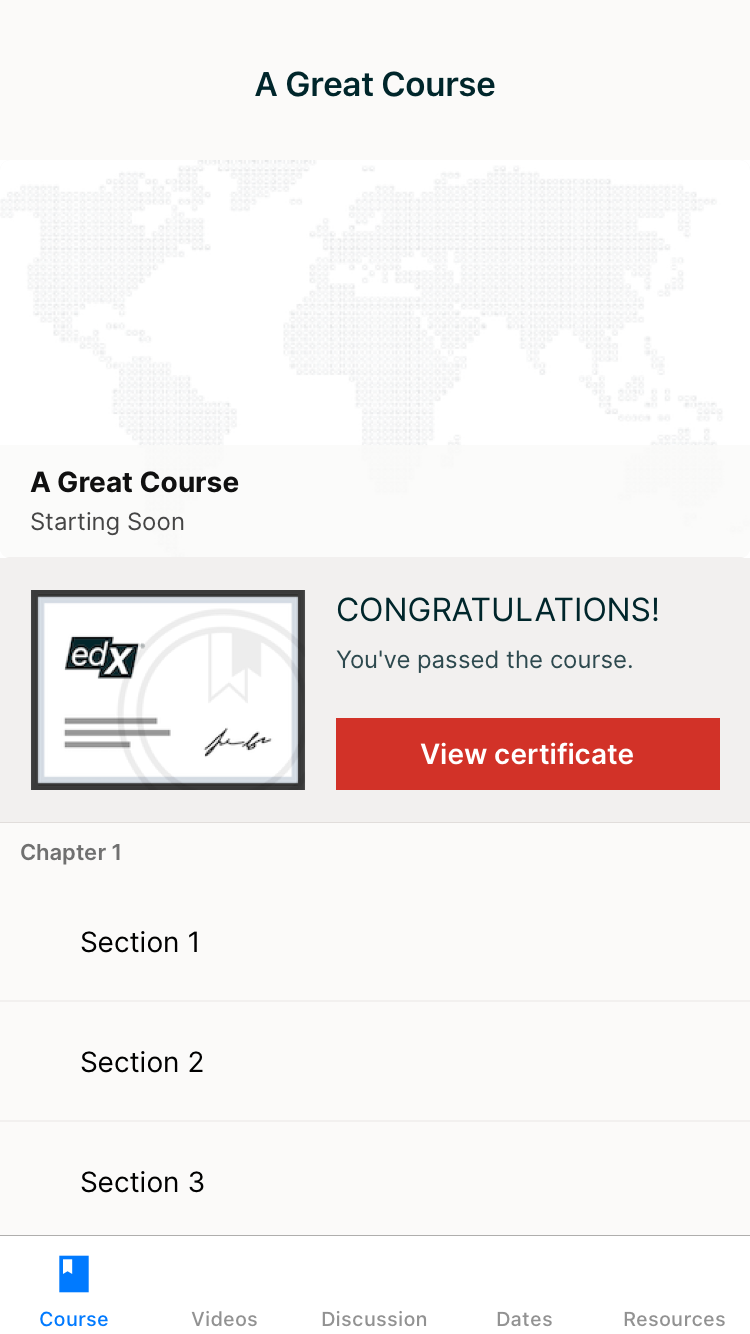 A Great Course
A Great Course
Starting Soon
edX
CONGRATULATIONS!
You've passed the course.
View certificate
Chapter 1
Section 1
Section 2
Section 3
Course
Videos
Discussion
Dates
Resources